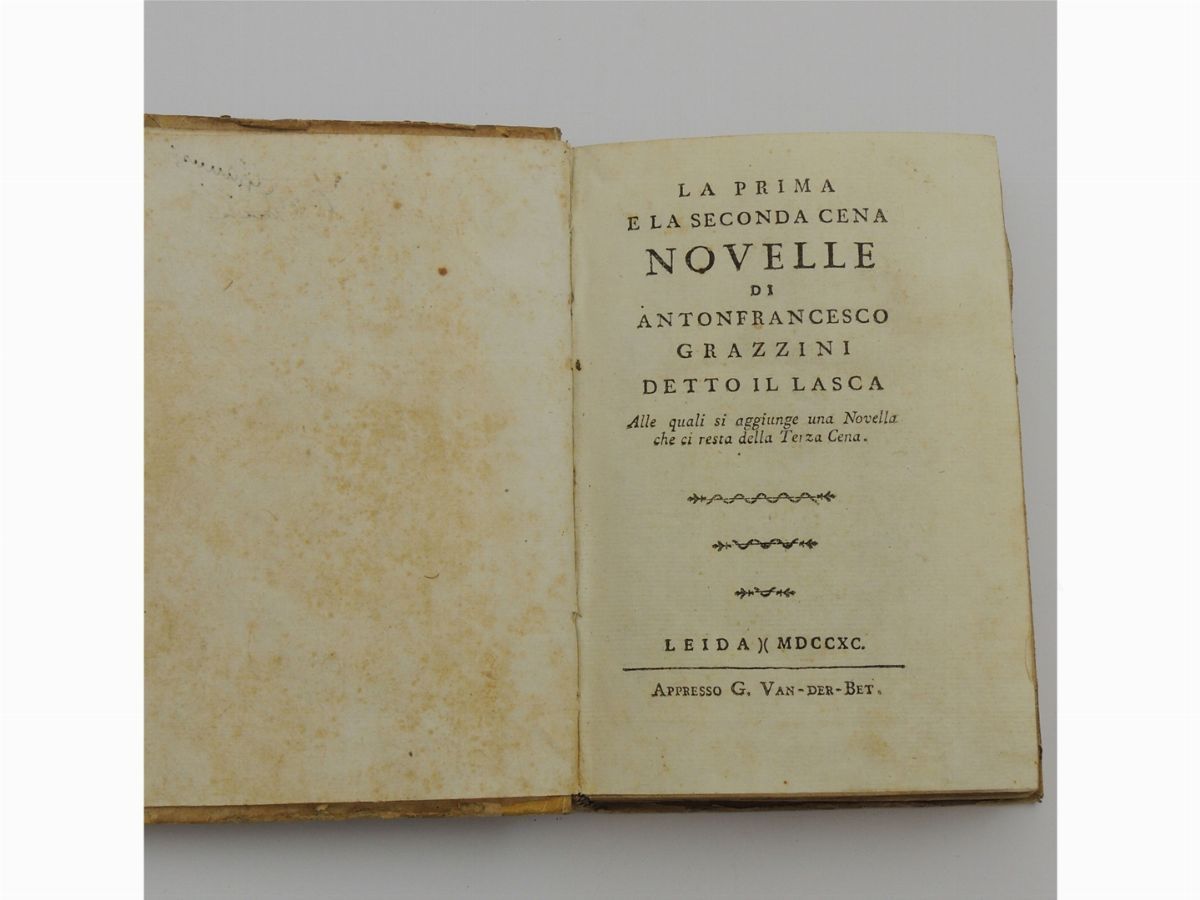 LA PRIMA
E LA SECONDA CENA
NOVELLE
DI
ANTONFRANCESCO
GRAZZINI
DETTO IL LASCA
Alle quali si aggiunge una Novella
che ci resta della Terza Cena.
LEIDA )( MDCCXC.
APPRESSO G. VAN-DER-BET.